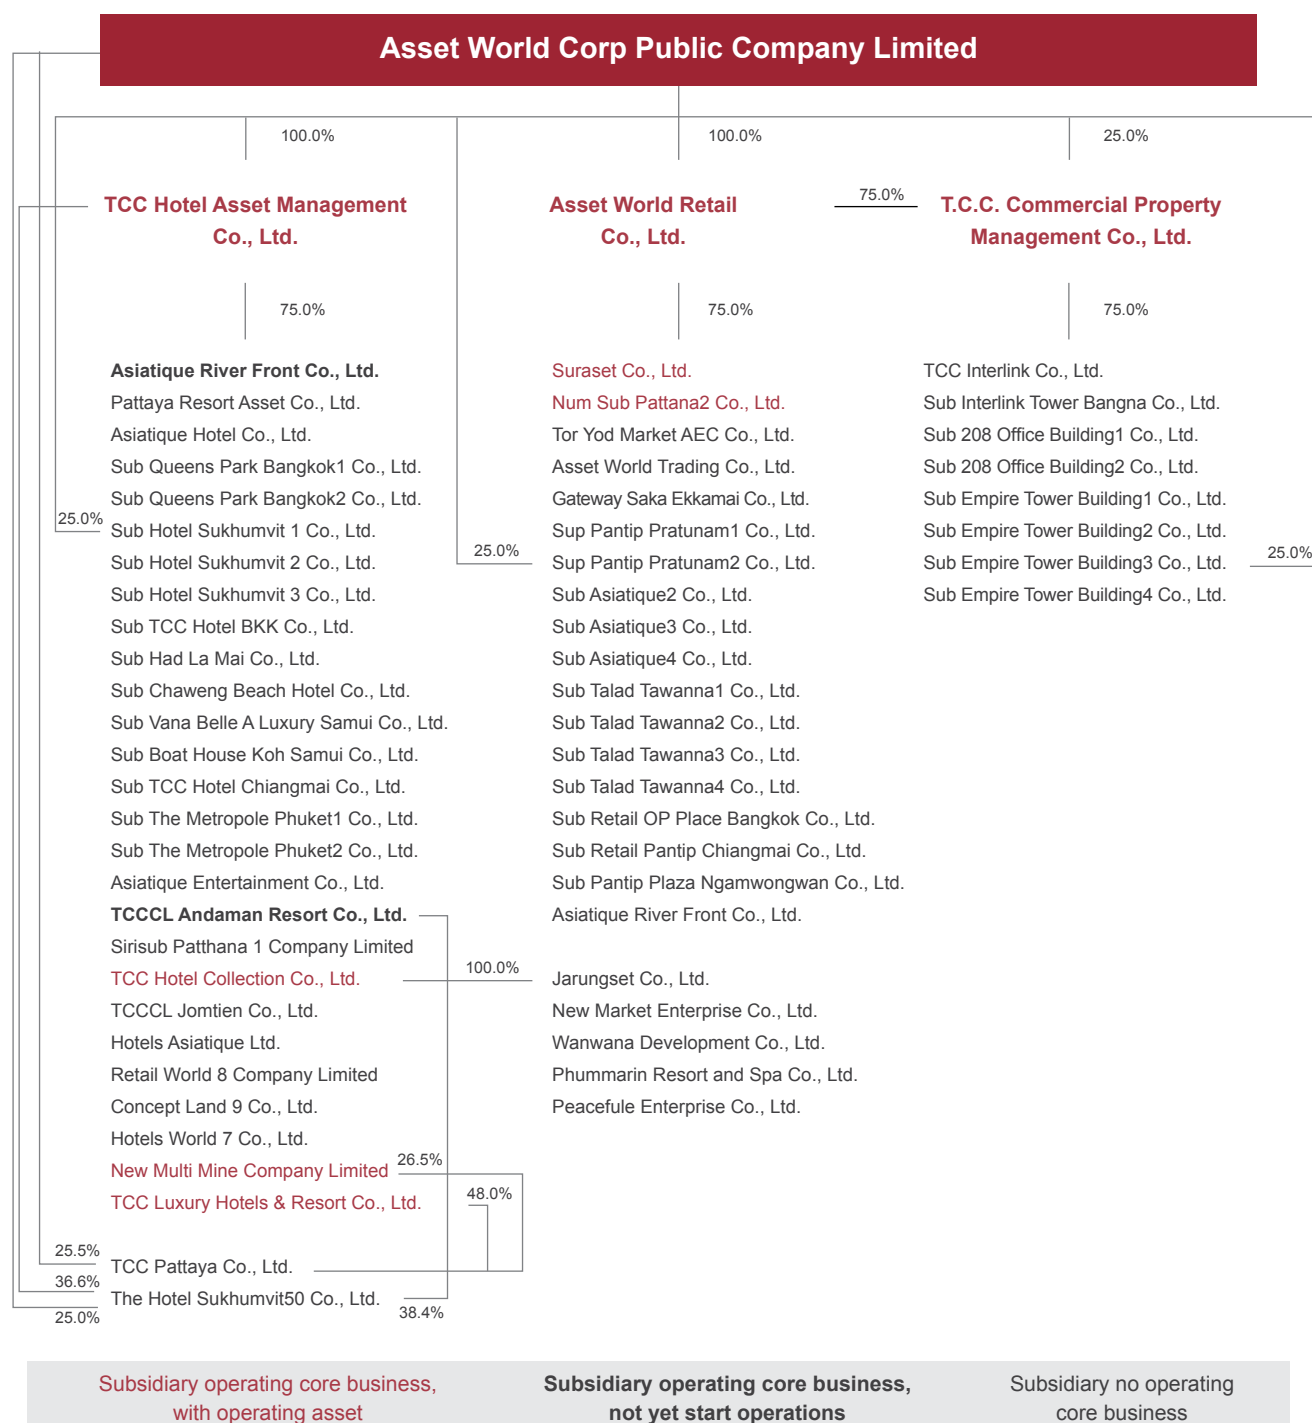 Asset World Corp Public Company Limited
100.0%
100.0%
25.0%
TCC Hotel Asset Management
Co., Ltd.
Asset World Retail
Co., Ltd.
75.0%
T.C.C. Commercial Property
Management Co., Ltd.
75.0%
75.0%
75.0%
Asiatique River Front Co., Ltd.
Pattaya Resort Asset Co., Ltd.
Asiatique Hotel Co., Ltd.
Sub Queens Park Bangkok1 Co., Ltd.
Sub Queens Park Bangkok2 Co., Ltd.
25.0%
Sub Hotel Sukhumvit 1 Co., Ltd.
Sub Hotel Sukhumvit 2 Co., Ltd.
Sub Hotel Sukhumvit 3 Co., Ltd.
Sub TCC Hotel BKK Co., Ltd.
Sub Had La Mai Co., Ltd.
Sub Chaweng Beach Hotel Co., Ltd.
Sub Vana Belle A Luxury Samui Co., Ltd.
Sub Boat House Koh Samui Co., Ltd.
Sub TCC Hotel Chiangmai Co., Ltd.
Sub The Metropole Phuket1 Co., Ltd.
Sub The Metropole Phuket2 Co., Ltd.
Asiatique Entertainment Co., Ltd.
TCCCL Andaman Resort Co., Ltd.
Sirisub Patthana 1 Company Limited
TCC Hotel Collection Co., Ltd.
TCCCL Jomtien Co., Ltd.
Hotels Asiatique Ltd.
Retail World 8 Company Limited
Concept Land 9 Co., Ltd.
Hotels World 7 Co., Ltd.
New Multi Mine Company Limited
26.5%
TCC Luxury Hotels & Resort Co., Ltd.
48.0%
25.5%
TCC Pattaya Co., Ltd.
36.6%
The Hotel Sukhumvit50 Co., Ltd.
25.0%
38.4%
Suraset Co., Ltd.
Num Sub Pattana2 Co., Ltd.
Tor Yod Market AEC Co., Ltd.
Asset World Trading Co., Ltd.
Gateway Saka Ekkamai Co., Ltd.
Sup Pantip Pratunam1 Co., Ltd.
25.0%
Sup Pantip Pratunam2 Co., Ltd.
Sub Asiatique2 Co., Ltd.
Sub Asiatique3 Co., Ltd.
Sub Asiatique4 Co., Ltd.
Sub Talad Tawanna1 Co., Ltd.
Sub Talad Tawanna2 Co., Ltd.
Sub Talad Tawanna3 Co., Ltd.
Sub Talad Tawanna4 Co., Ltd.
Sub Retail OP Place Bangkok Co., Ltd.
Sub Retail Pantip Chiangmai Co., Ltd.
Sub Pantip Plaza Ngamwongwan Co., Ltd.
Asiatique River Front Co., Ltd.
100.0%
Jarungset Co., Ltd.
New Market Enterprise Co., Ltd.
Wanwana Development Co., Ltd.
Phummarin Resort and Spa Co., Ltd.
Peacefule Enterprise Co., Ltd.
TCC Interlink Co., Ltd.
Sub Interlink Tower Bangna Co., Ltd.
Sub 208 Office Building1 Co., Ltd.
Sub 208 Office Building2 Co., Ltd.
Sub Empire Tower Building1 Co., Ltd.
Sub Empire Tower Building2 Co., Ltd.
Sub Empire Tower Building3 Co., Ltd.
25.0%
Sub Empire Tower Building4 Co., Ltd.
Subsidiary operating core business,
with operating asset
Subsidiary operating core business,
not yet start operations
Subsidiary no operating
core business